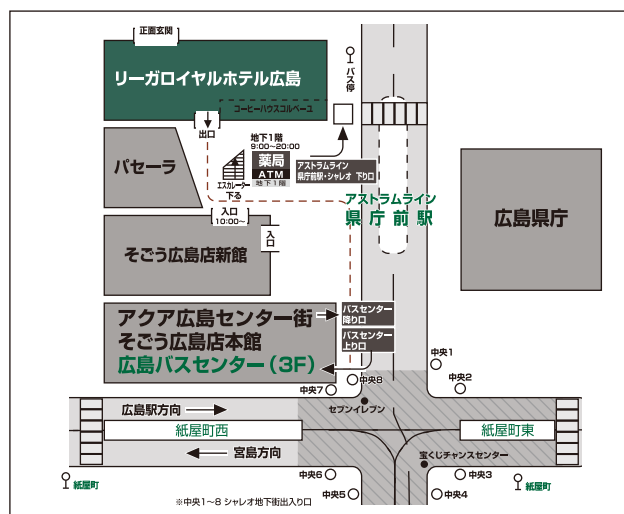 正面玄関
リーガロイヤルホテル広島
コーヒーハウスコルベーユ
バス停
出口
地下1階
9:00〜20:00
薬局
ATM
地下1階
アストラムライン
県庁前駅・シャレオ 下り口
パセーラ
エスカレーター
下る
アストラムライン
県庁前駅
広島県庁
入口
10:00〜
入口
そごう広島店新館
アクア広島センター街
そごう広島店本館
広島バスセンター(3F)
バスセンター
降り口
バスセンター
上り口
中央1
中央2
中央7
中央8
セブンイレブン
広島駅方向
紙屋町西
紙屋町東
宮島方向
宝くじチャンスセンター
中央6
中央3
紙屋町
紙屋町
中央5
中央4
※中央1〜8 シャレオ地下街出入り口